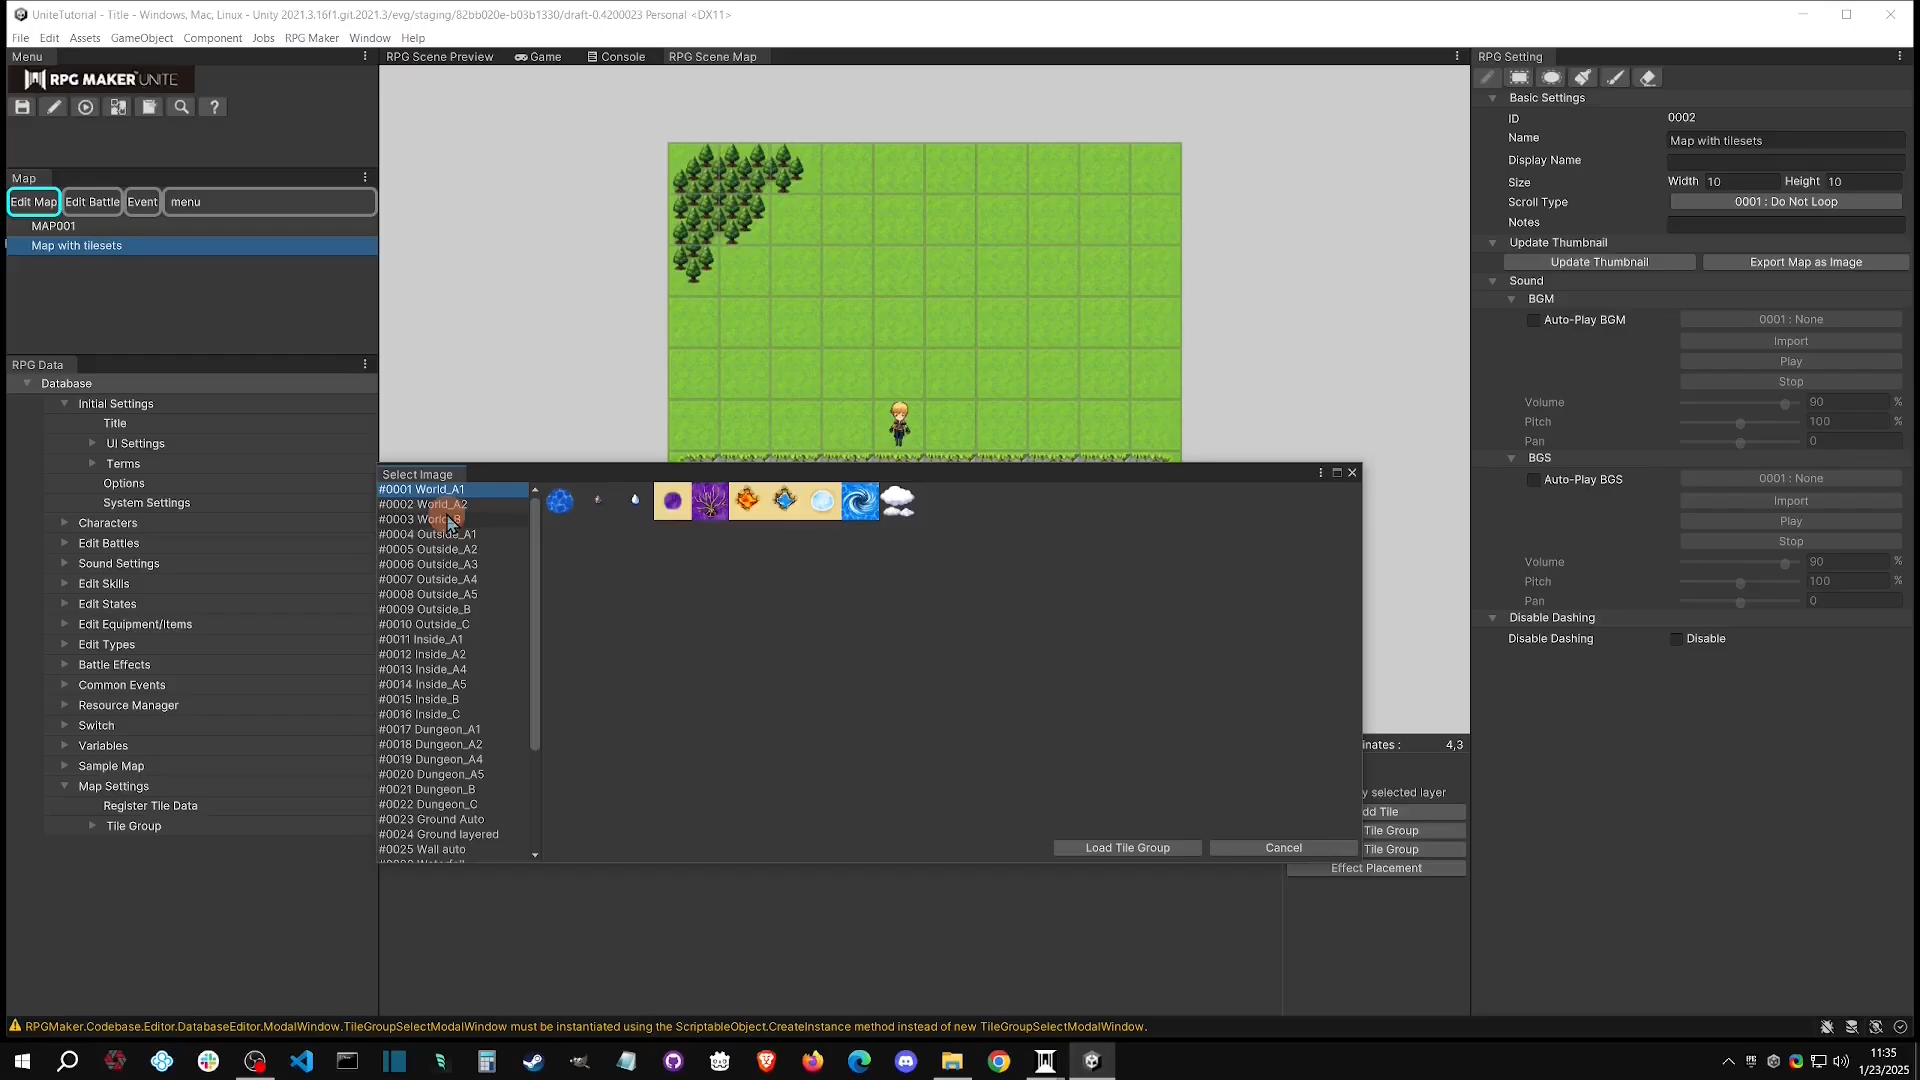 UniteTutorial - Title - Windows, Mac, Linux - Unity 2021.3.16f1.git.2021.3/evg/staging/82bb020e-b03b1330/draft-0.4200023 Personal <DX11>
File Edit Assets GameObject Component Jobs RPG Maker Window Help
Menu
RPG MAKER UNITE
Map
Edit Map Edit Battle Event menu
MAP001
Map with tilesets
RPG Data
Database
Initial Settings
Title
UI Settings
Terms
Options
System Settings
Characters
Edit Battles
Sound Settings
Edit Skills
Edit States
Edit Equipment/Items
Edit Types
Battle Effects
Common Events
Resource Manager
Switch
Variables
Sample Map
Map Settings
Register Tile Data
Tile Group
RPG Scene Preview Game Console RPG Scene Map
Select Image
#0001 World_A1
#0002 World_A2
#0003 World_B
#0004 Outside_A1
#0005 Outside_A2
#0006 Outside_A3
#0007 Outside_A4
#0008 Outside_A5
#0009 Outside_B
#0010 Outside_C
#0011 Inside_A1
#0012 Inside_A2
#0013 Inside_A4
#0014 Inside_A5
#0015 Inside_B
#0016 Inside_C
#0017 Dungeon_A1
#0018 Dungeon_A2
#0019 Dungeon_A4
#0020 Dungeon_A5
#0021 Dungeon_B
#0022 Dungeon_C
#0023 Ground Auto
#0024 Ground layered
#0025 Wall auto
Load Tile Group Cancel
inates : 4,3
y selected layer
dd Tile
Tile Group
Tile Group
Effect Placement
RPG Setting
Basic Settings
ID 0002
Name Map with tilesets
Display Name
Size Width 10 Height 10
Scroll Type 0001 : Do Not Loop
Notes
Update Thumbnail
Update Thumbnail Export Map as Image
Sound
BGM
Auto-Play BGM 0001 : None
Import
Play
Stop
Volume 90 %
Pitch 100 %
Pan 0
BGS
Auto-Play BGS 0001 : None
Import
Play
Stop
Volume 90 %
Pitch 100 %
Pan 0
Disable Dashing
Disable Dashing Disable
RPGMaker.Codebase.Editor.DatabaseEditor.ModalWindow.TileGroupSelectModalWindow must be instantiated using the ScriptableObject.CreateInstance method instead of new TileGroupSelectModalWindow.
11:35
1/23/2025